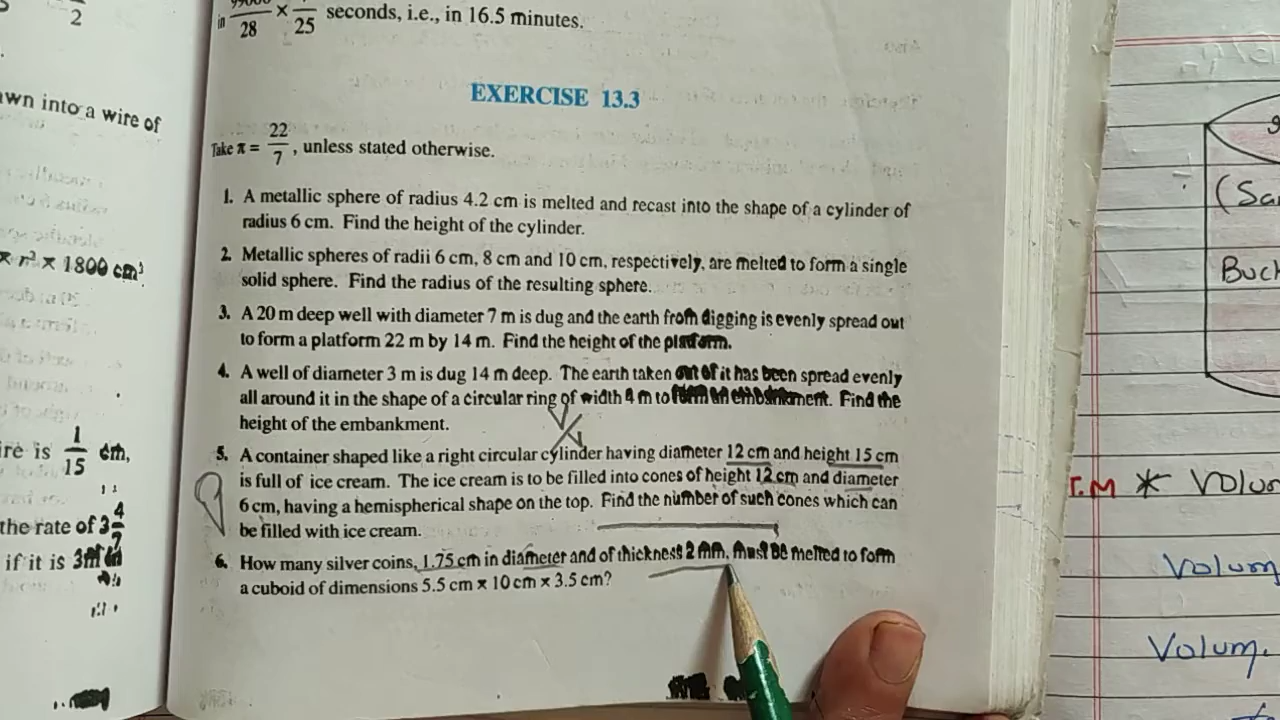 2
awn into a wire of
× r² × 1800 cm³.
ire is 1/15 cm,
the rate of 3 4/7
if it is 3
in 28 × 25 seconds, i.e., in 16.5 minutes.
EXERCISE 13.3
Take π = 22/7, unless stated otherwise.
1. A metallic sphere of radius 4.2 cm is melted and recast into the shape of a cylinder of
radius 6 cm. Find the height of the cylinder.
2. Metallic spheres of radii 6 cm, 8 cm and 10 cm, respectively, are melted to form a single
solid sphere. Find the radius of the resulting sphere.
3. A 20 m deep well with diameter 7 m is dug and the earth from digging is evenly spread out
to form a platform 22 m by 14 m. Find the height of the platform.
4. A well of diameter 3 m is dug 14 m deep. The earth taken out of it has been spread evenly
all around it in the shape of a circular ring of width 4 m to form an embankment. Find the
height of the embankment.
5. A container shaped like a right circular cylinder having diameter 12 cm and height 15 cm
is full of ice cream. The ice cream is to be filled into cones of height 12 cm and diameter
6 cm, having a hemispherical shape on the top. Find the number of such cones which can
be filled with ice cream.
6. How many silver coins, 1.75 cm in diameter and of thickness 2 mm, must be melted to form
a cuboid of dimensions 5.5 cm × 10 cm × 3.5 cm?
(Sa
Buc
T.M * Volu
Volum
Volum.